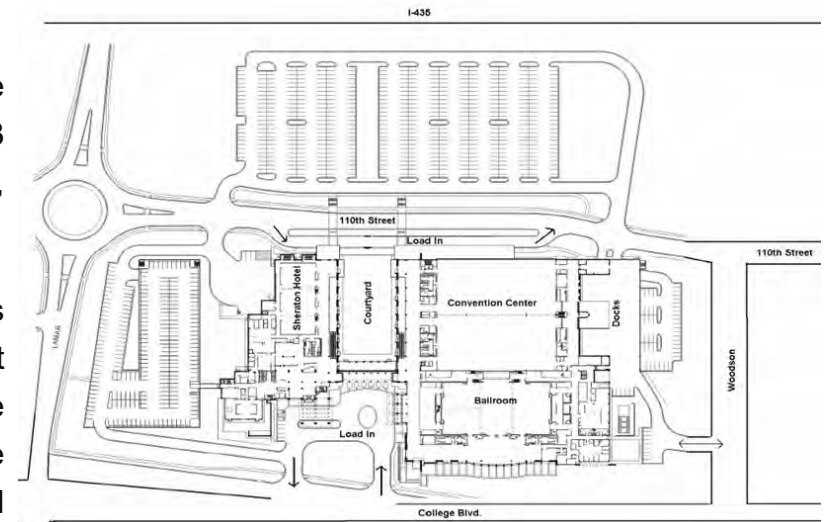 I-435
e
3
,
s
t
e
e
d
110th Street
Load In
110th Street
Sheraton Hotel
Courtyard
Convention Center
Docks
LAMAR
Woodson
Ballroom
Load In
College Blvd.